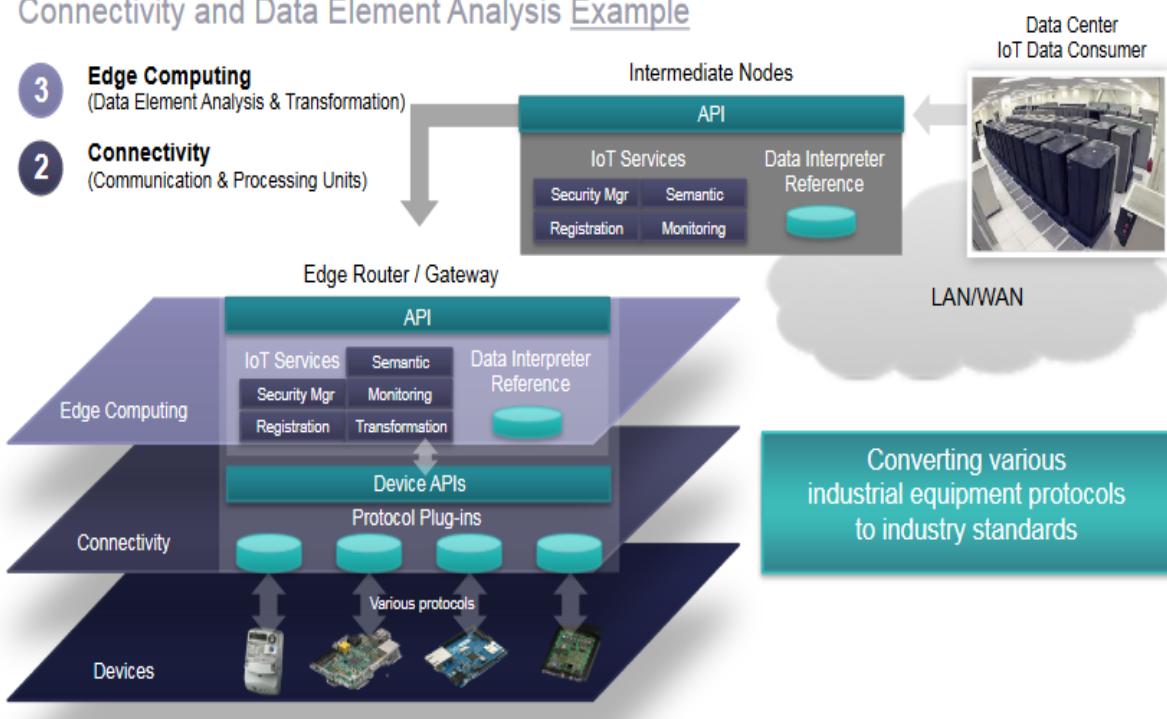 Connectivity and Data Element Analysis Example
Data Center
IoT Data Consumer
3
Edge Computing
(Data Element Analysis & Transformation)
2
Connectivity
(Communication & Processing Units)
Intermediate Nodes
API
IoT Services
Data Interpreter
Reference
Security Mgr
Semantic
Registration
Monitoring
LAN/WAN
Edge Router / Gateway
API
IoT Services
Semantic
Data Interpreter
Reference
Security Mgr
Monitoring
Registration
Transformation
Edge Computing
Device APIs
Protocol Plug-ins
Connectivity
Various protocols
Devices
Converting various
industrial equipment protocols
to industry standards